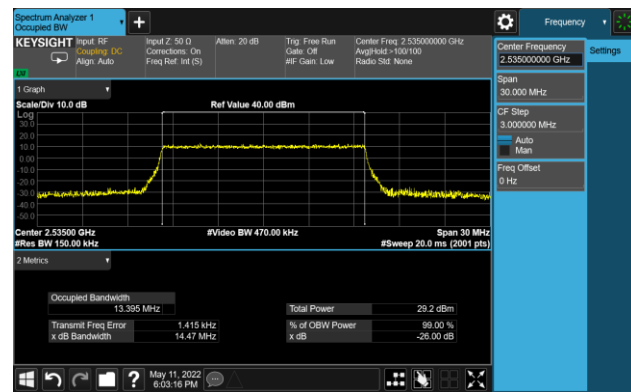 Spectrum Analyzer 1
Occupied BW
Frequency
KEYSIGHT
Input: RF
Coupling: DC
Align: Auto
Input Z: 50 Ω
Corrections: On
Freq Ref: Int (S)
Atten: 20 dB
Trig: Free Run
Gate: Off
#IF Gain: Low
Center Freq: 2.535000000 GHz
Avg|Hold:>100/100
Radio Std: None
Center Frequency
2.535000000 GHz
Settings
Span
30.000 MHz
CF Step
3.000000 MHz
Auto
Man
Freq Offset
0 Hz
1 Graph
Scale/Div 10.0 dB
Ref Value 40.00 dBm
Log
30.0
20.0
10.0
0.00
-10.0
-20.0
-30.0
-40.0
-50.0
Center 2.53500 GHz
#Video BW 470.00 kHz
Span 30 MHz
#Res BW 150.00 kHz
#Sweep 20.0 ms (2001 pts)
2 Metrics
Occupied Bandwidth
13.395 MHz
Total Power 29.2 dBm
Transmit Freq Error 1.415 kHz
% of OBW Power 99.00 %
x dB Bandwidth 14.47 MHz
x dB -26.00 dB
May 11, 2022
6:03:16 PM